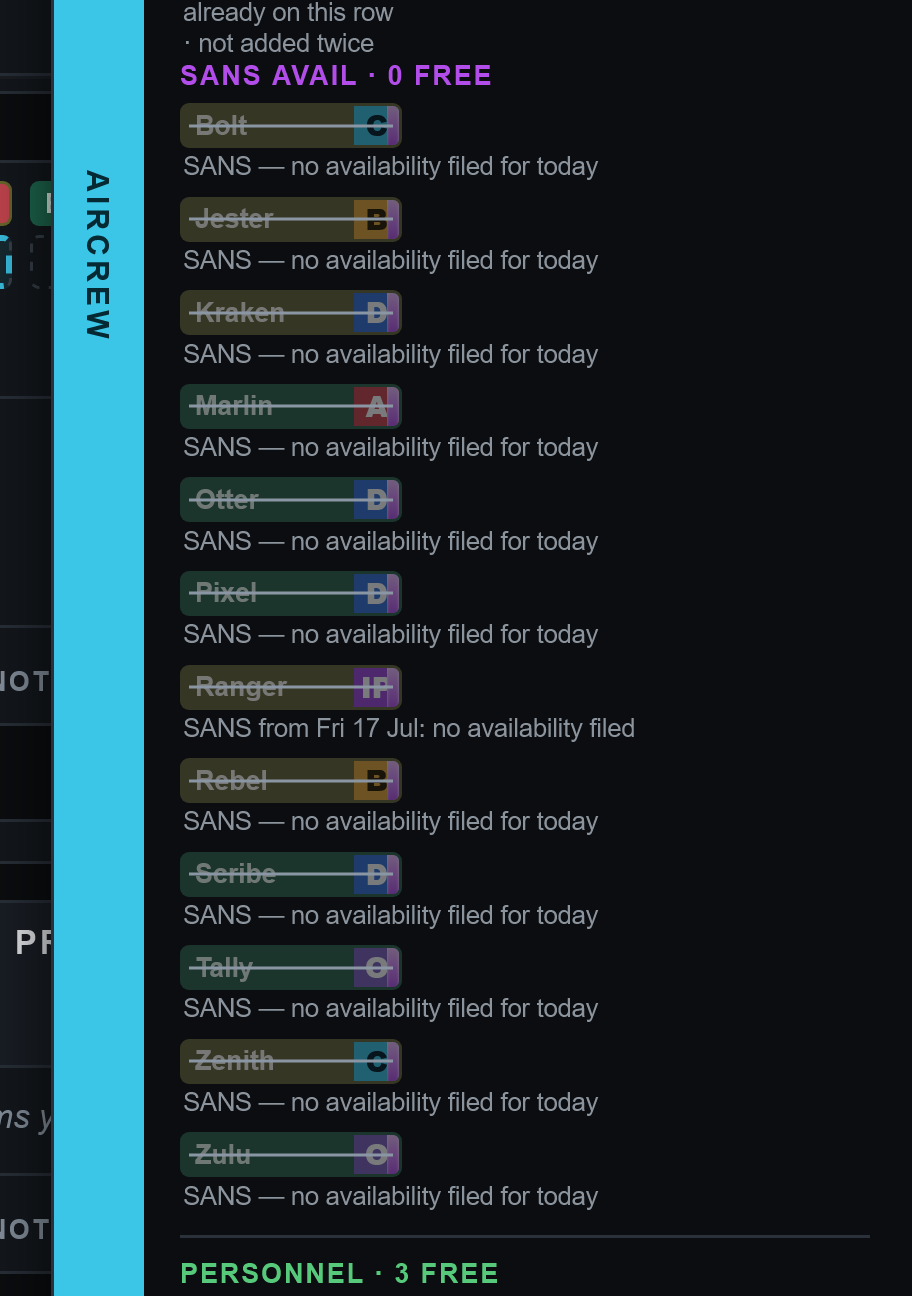 already on this row
· not added twice
SANS AVAIL · 0 FREE
Bolt C
SANS — no availability filed for today
Jester B
SANS — no availability filed for today
Kraken D
SANS — no availability filed for today
Marlin A
SANS — no availability filed for today
Otter D
SANS — no availability filed for today
Pixel D
SANS — no availability filed for today
Ranger IP
SANS from Fri 17 Jul: no availability filed
Rebel B
SANS — no availability filed for today
Scribe D
SANS — no availability filed for today
Tally O
SANS — no availability filed for today
Zenith C
SANS — no availability filed for today
Zulu O
SANS — no availability filed for today
PERSONNEL · 3 FREE
AIRCREW
NOT
PR
ms y
NOT